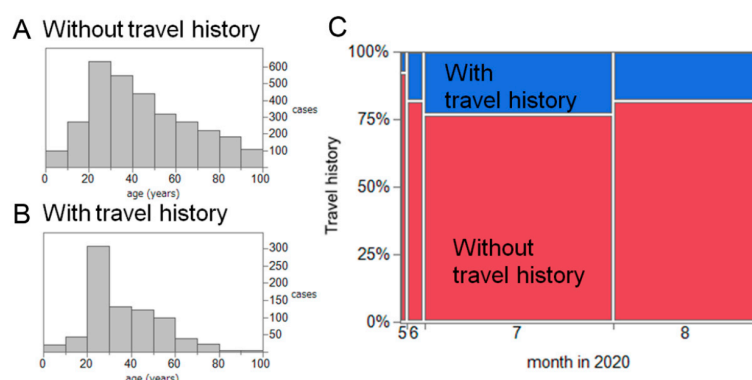 A Without travel history
600
500
400
300
200
100
cases
0 20 40 60 80 100
age (years)
B With travel history
300
250
200
150
100
50
cases
0 20 40 60 80 100
age (years)
C
100%
75%
50%
25%
0%
Travel history
With
travel history
Without
travel history
5 6 7 8
month in 2020